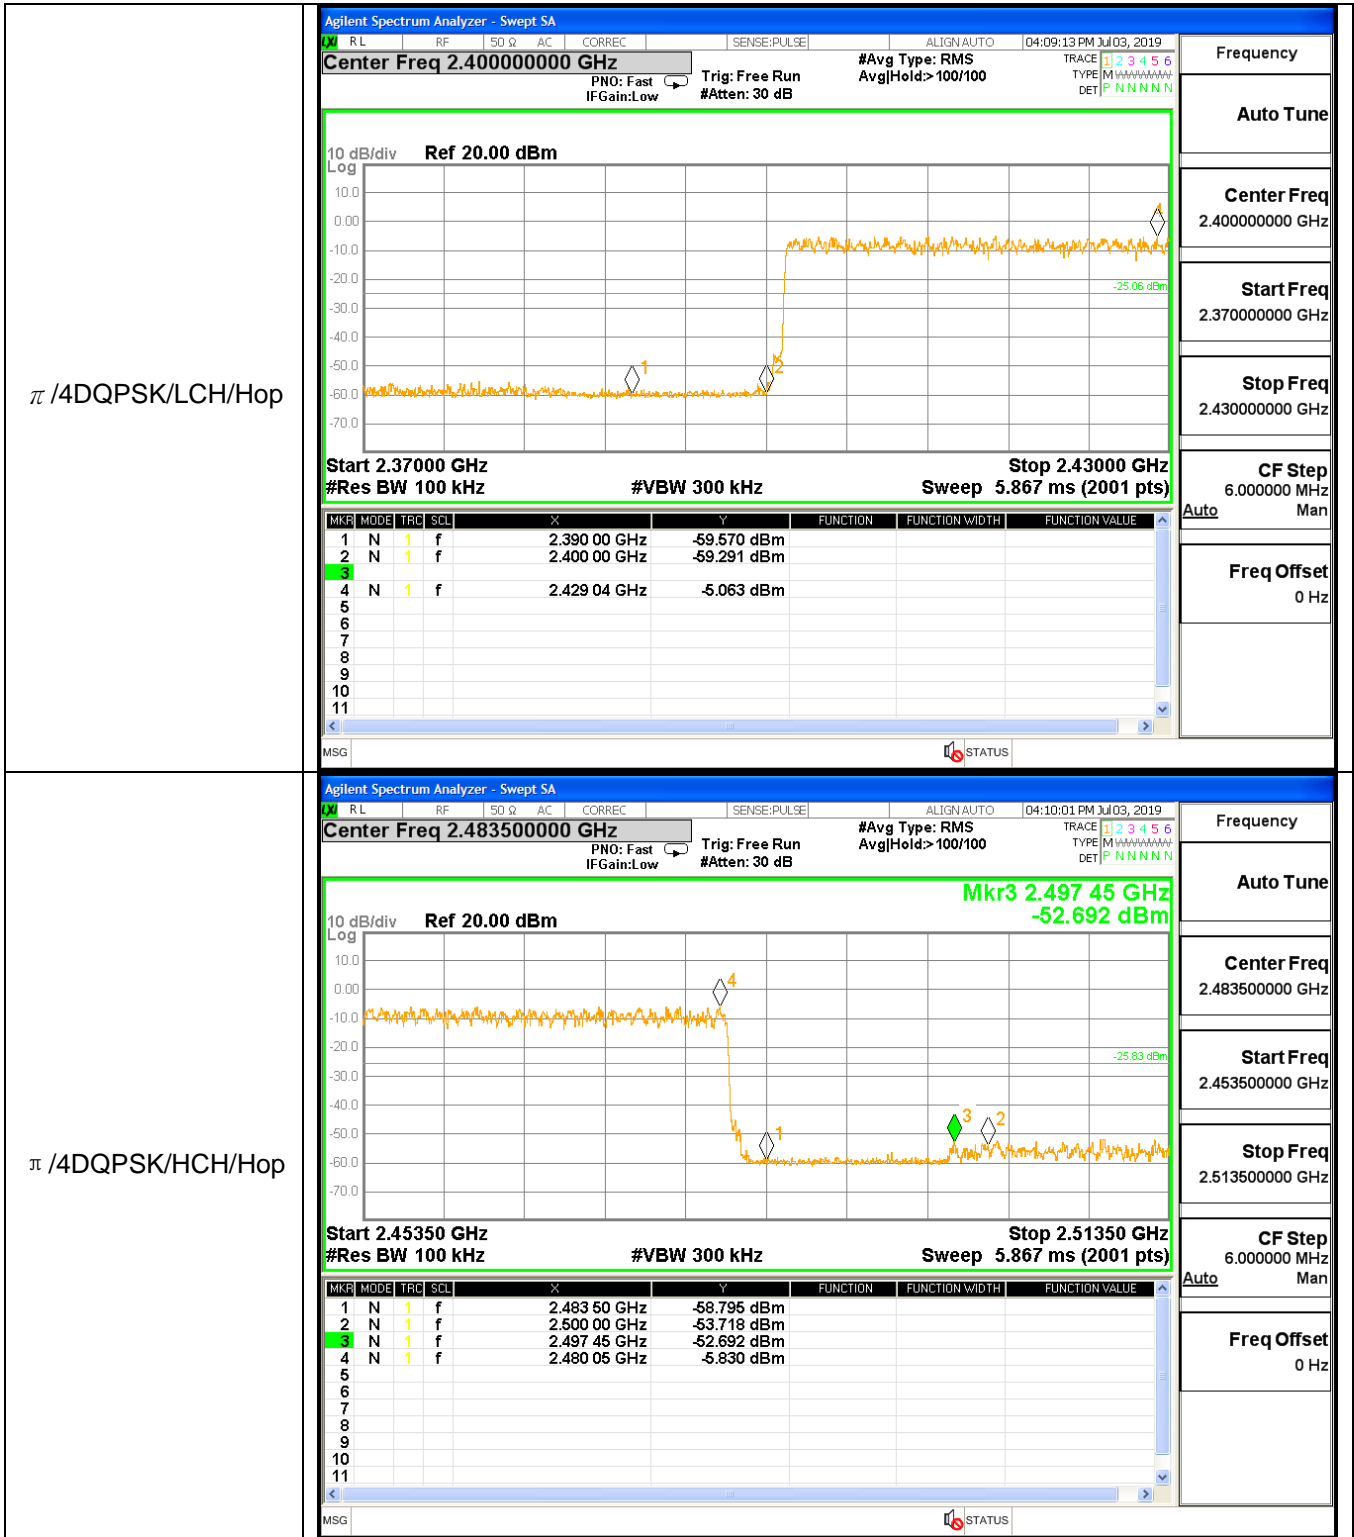 π/4DQPSK/LCH/Hop
Agilent Spectrum Analyzer - Swept SA
LXI RL RF 50 Ω AC CORREC SENSE:PULSE ALIGN AUTO 04:09:13 PM Jul 03, 2019
Center Freq 2.400000000 GHz
PNO: Fast
IFGain:Low
Trig: Free Run
#Atten: 30 dB
#Avg Type: RMS
Avg|Hold:>100/100
TRACE 1 2 3 4 5 6
TYPE M
DET P N N N N N
10 dB/div Ref 20.00 dBm
Log
10.0
0.00
-10.0
-20.0
-30.0
-40.0
-50.0
-60.0
-70.0
4
-25.06 dBm
1
2
Start 2.37000 GHz Stop 2.43000 GHz
#Res BW 100 kHz #VBW 300 kHz Sweep 5.867 ms (2001 pts)
MKR MODE TRC SCL X Y FUNCTION FUNCTION WIDTH FUNCTION VALUE
1 N 1 f 2.390 00 GHz -59.570 dBm
2 N 1 f 2.400 00 GHz -59.291 dBm
3
4 N 1 f 2.429 04 GHz -5.063 dBm
5
6
7
8
9
10
11
MSG STATUS
Frequency
Auto Tune
Center Freq
2.400000000 GHz
Start Freq
2.370000000 GHz
Stop Freq
2.430000000 GHz
CF Step
6.000000 MHz
Auto Man
Freq Offset
0 Hz
π/4DQPSK/HCH/Hop
Agilent Spectrum Analyzer - Swept SA
LXI RL RF 50 Ω AC CORREC SENSE:PULSE ALIGN AUTO 04:10:01 PM Jul 03, 2019
Center Freq 2.483500000 GHz
PNO: Fast
IFGain:Low
Trig: Free Run
#Atten: 30 dB
#Avg Type: RMS
Avg|Hold:>100/100
TRACE 1 2 3 4 5 6
TYPE M
DET P N N N N N
Mkr3 2.497 45 GHz
-52.692 dBm
10 dB/div Ref 20.00 dBm
Log
10.0
0.00
-10.0
-20.0
-30.0
-40.0
-50.0
-60.0
-70.0
4
-25.83 dBm
1
3
2
Start 2.45350 GHz Stop 2.51350 GHz
#Res BW 100 kHz #VBW 300 kHz Sweep 5.867 ms (2001 pts)
MKR MODE TRC SCL X Y FUNCTION FUNCTION WIDTH FUNCTION VALUE
1 N 1 f 2.483 50 GHz -58.795 dBm
2 N 1 f 2.500 00 GHz -53.718 dBm
3 N 1 f 2.497 45 GHz -52.692 dBm
4 N 1 f 2.480 05 GHz -5.830 dBm
5
6
7
8
9
10
11
MSG STATUS
Frequency
Auto Tune
Center Freq
2.483500000 GHz
Start Freq
2.453500000 GHz
Stop Freq
2.513500000 GHz
CF Step
6.000000 MHz
Auto Man
Freq Offset
0 Hz